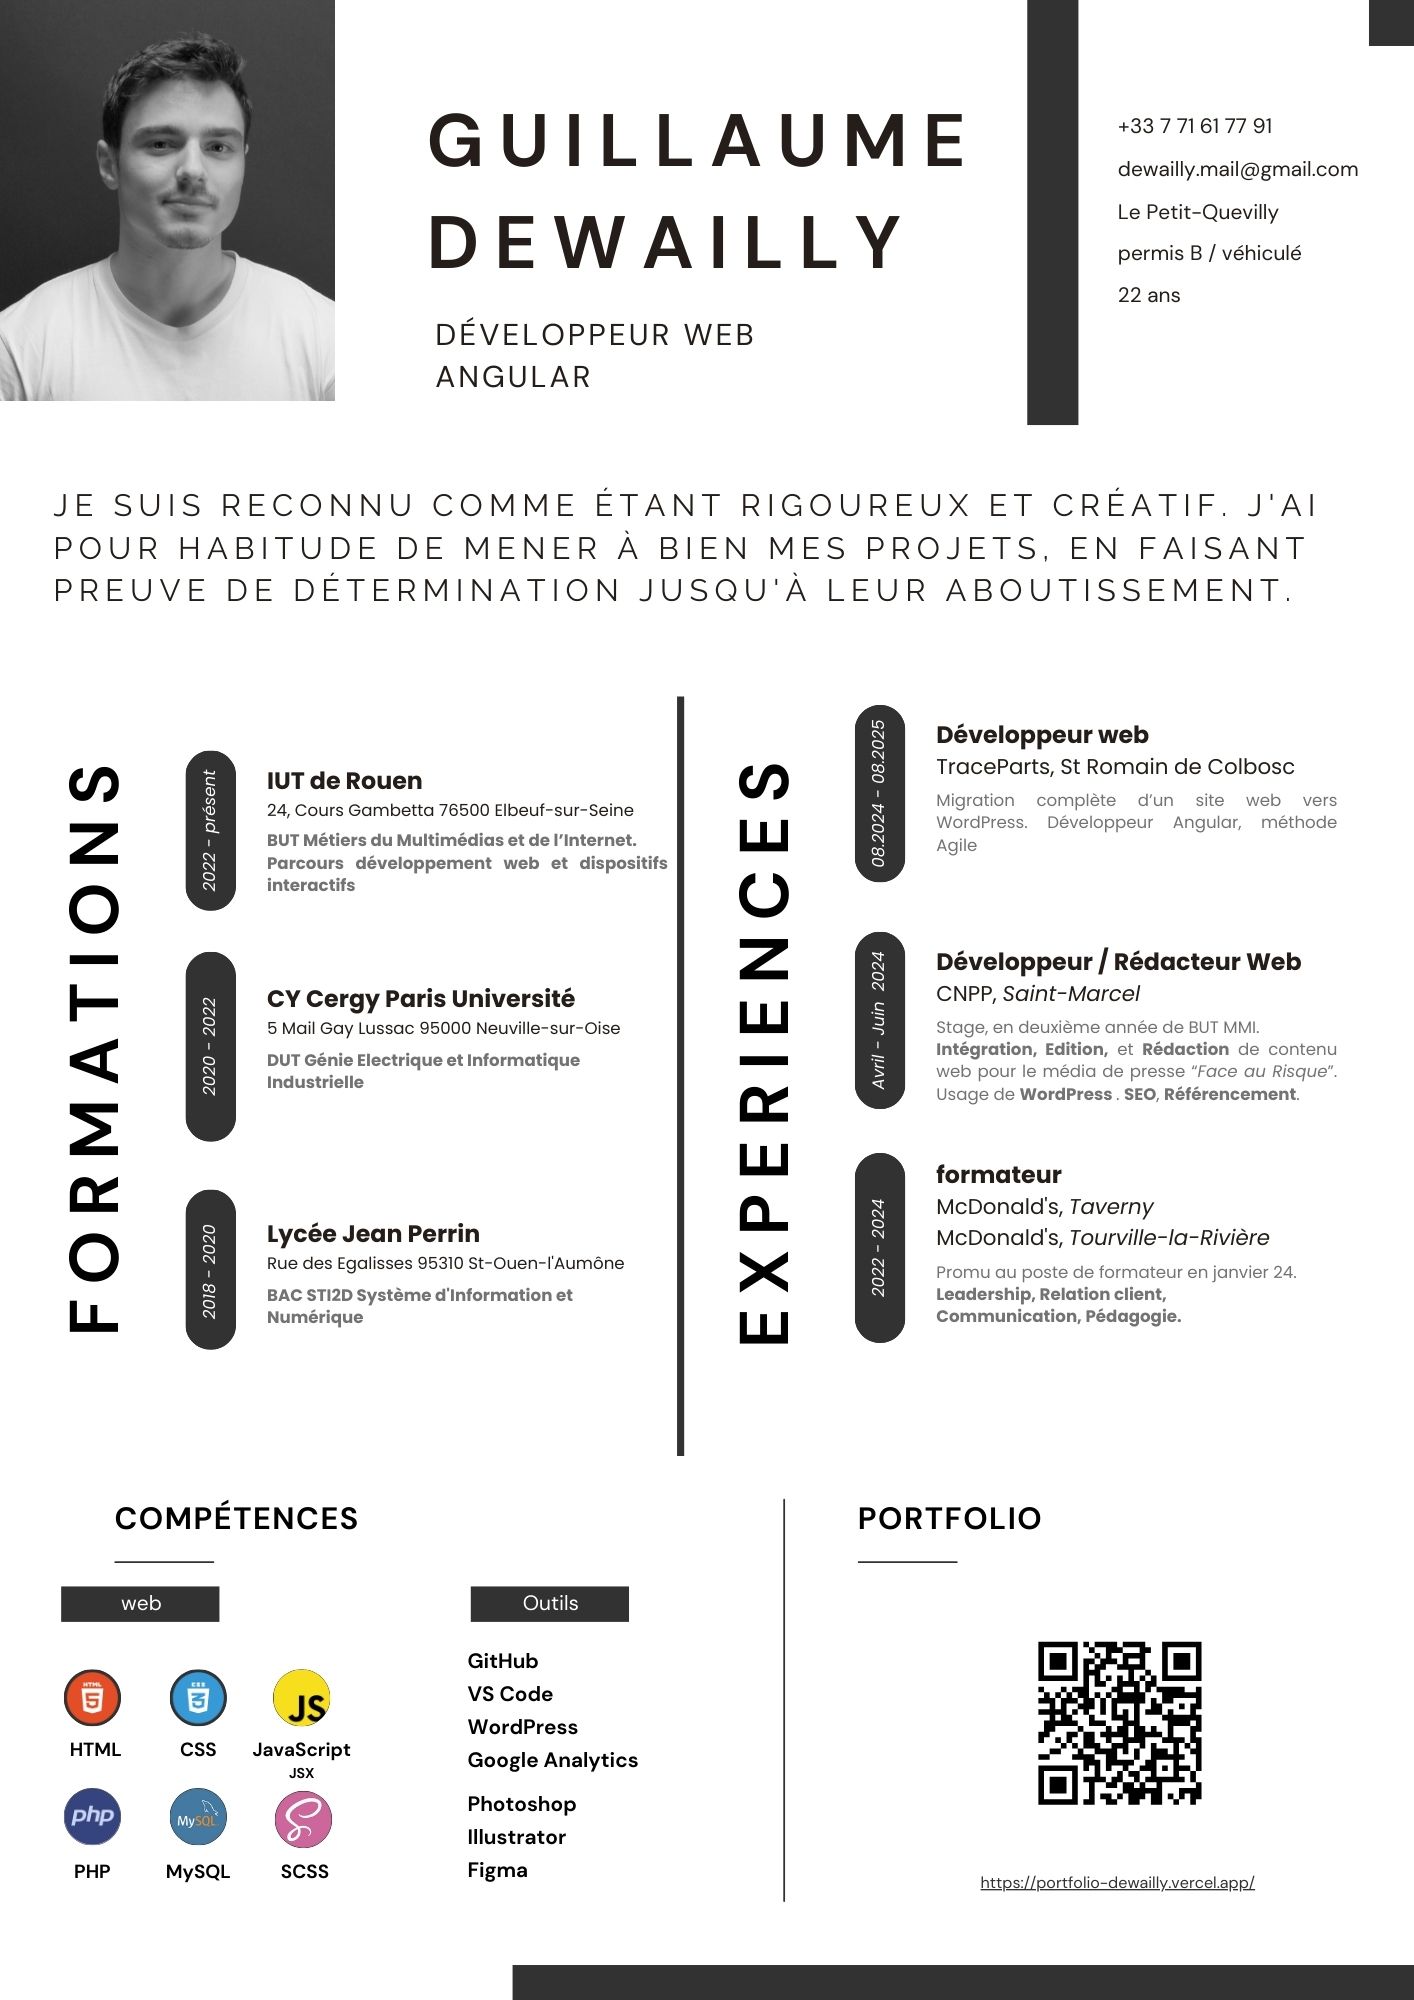 GUILLAUME
DEWAILLY
DÉVELOPPEUR WEB
ANGULAR
+33 7 71 61 77 91
dewailly.mail@gmail.com
Le Petit-Quevilly
permis B / véhiculé
22 ans
JE SUIS RECONNU COMME ÉTANT RIGOUREUX ET CRÉATIF. J'AI
POUR HABITUDE DE MENER À BIEN MES PROJETS, EN FAISANT
PREUVE DE DÉTERMINATION JUSQU'À LEUR ABOUTISSEMENT.
FORMATIONS
2022 - présent
IUT de Rouen
24, Cours Gambetta 76500 Elbeuf-sur-Seine
BUT Métiers du Multimédias et de l’Internet.
Parcours développement web et dispositifs
interactifs
2020 - 2022
CY Cergy Paris Université
5 Mail Gay Lussac 95000 Neuville-sur-Oise
DUT Génie Electrique et Informatique
Industrielle
2018 - 2020
Lycée Jean Perrin
Rue des Egalisses 95310 St-Ouen-l'Aumône
BAC STI2D Système d'Information et
Numérique
EXPERIENCES
08.2024 - 08.2025
Développeur web
TraceParts, St Romain de Colbosc
Migration complète d’un site web vers
WordPress. Développeur Angular, méthode
Agile
Avril - Juin 2024
Développeur / Rédacteur Web
CNPP, Saint-Marcel
Stage, en deuxième année de BUT MMI.
Intégration, Edition, et Rédaction de contenu
web pour le média de presse “Face au Risque”.
Usage de WordPress . SEO, Référencement.
2022 - 2024
formateur
McDonald's, Taverny
McDonald's, Tourville-la-Rivière
Promu au poste de formateur en janvier 24.
Leadership, Relation client,
Communication, Pédagogie.
COMPÉTENCES
web
HTML
5
CSS
3
JS
HTML CSS JavaScript
JSX
php
MySQL
PHP MySQL SCSS
Outils
GitHub
VS Code
WordPress
Google Analytics
Photoshop
Illustrator
Figma
PORTFOLIO
https://portfolio-dewailly.vercel.app/